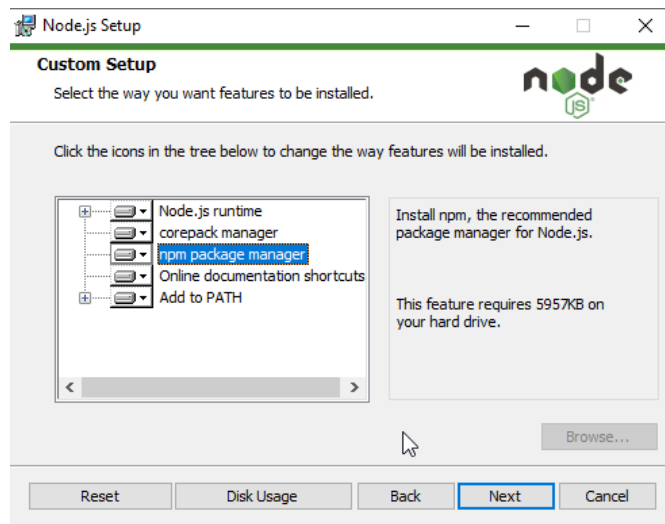 Node.js Setup
Custom Setup
Select the way you want features to be installed.
node
JS
Click the icons in the tree below to change the way features will be installed.
Node.js runtime
corepack manager
npm package manager
Online documentation shortcuts
Add to PATH
Install npm, the recommended
package manager for Node.js.
This feature requires 5957KB on
your hard drive.
Browse...
Reset
Disk Usage
Back
Next
Cancel